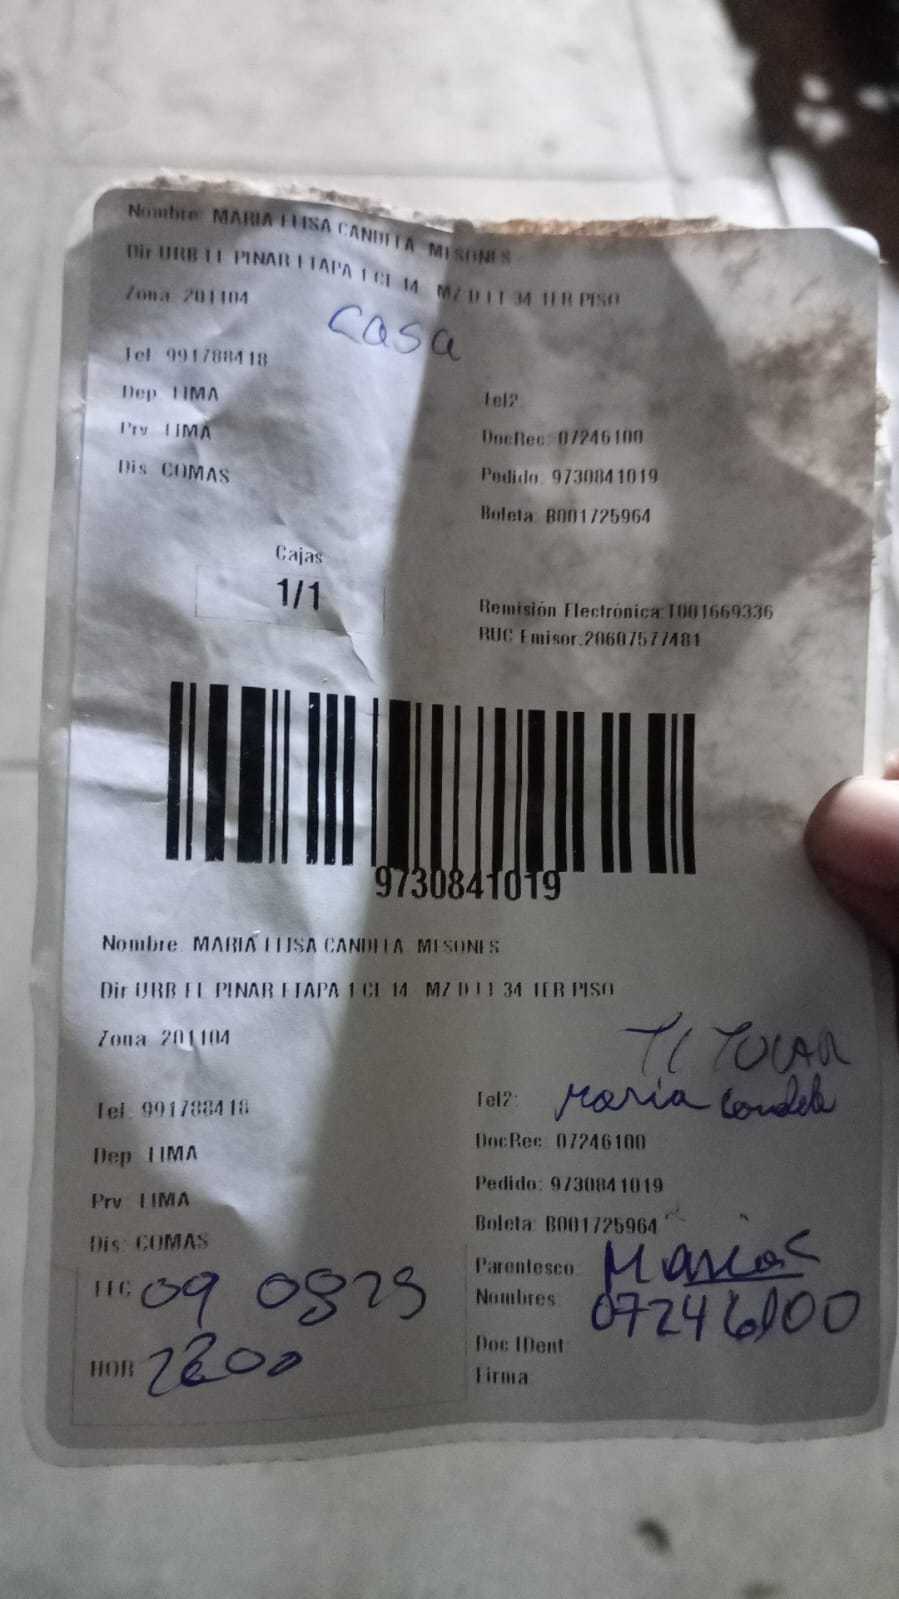 Nombre: MARIA ELISA CANDELA MESONES
Dir URB EL PINAR ETAPA 1 CL 14 MZ D LT 34 1ER PISO
Zona: 201104
Casa
Tel: 991788418
Dep: LIMA
Tel2:
Prv: LIMA
DocRec: 07246100
Dis: COMAS
Pedido: 9730841019
Boleta: B001725964
Cajas
1/1
Remisión Electrónica:T001669336
RUC Emisor:20607577481
9730841019
Nombre: MARIA ELISA CANDELA MESONES
Dir URB EL PINAR ETAPA 1 CL 14 MZ D LT 34 1ER PISO
Zona: 201104
TITULAR
Tel: 991788418
Tel2: Maria Candela
Dep: LIMA
DocRec: 07246100
Prv: LIMA
Pedido: 9730841019
Dis: COMAS
Boleta: B001725964
Parentesco
FEC 09
Nombres 07246100
HOR
Doc IDent
Firma